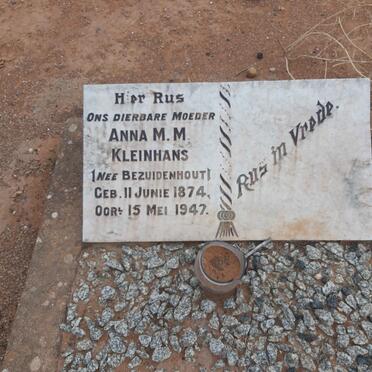 Hier Rus
Ons dierbare Moeder
Anna M. M.
Kleinhans
(Nee Bezuidenhout)
Geb. 11 Junie 1874.
Oorl. 15 Mei 1947.
Rus in Vrede.